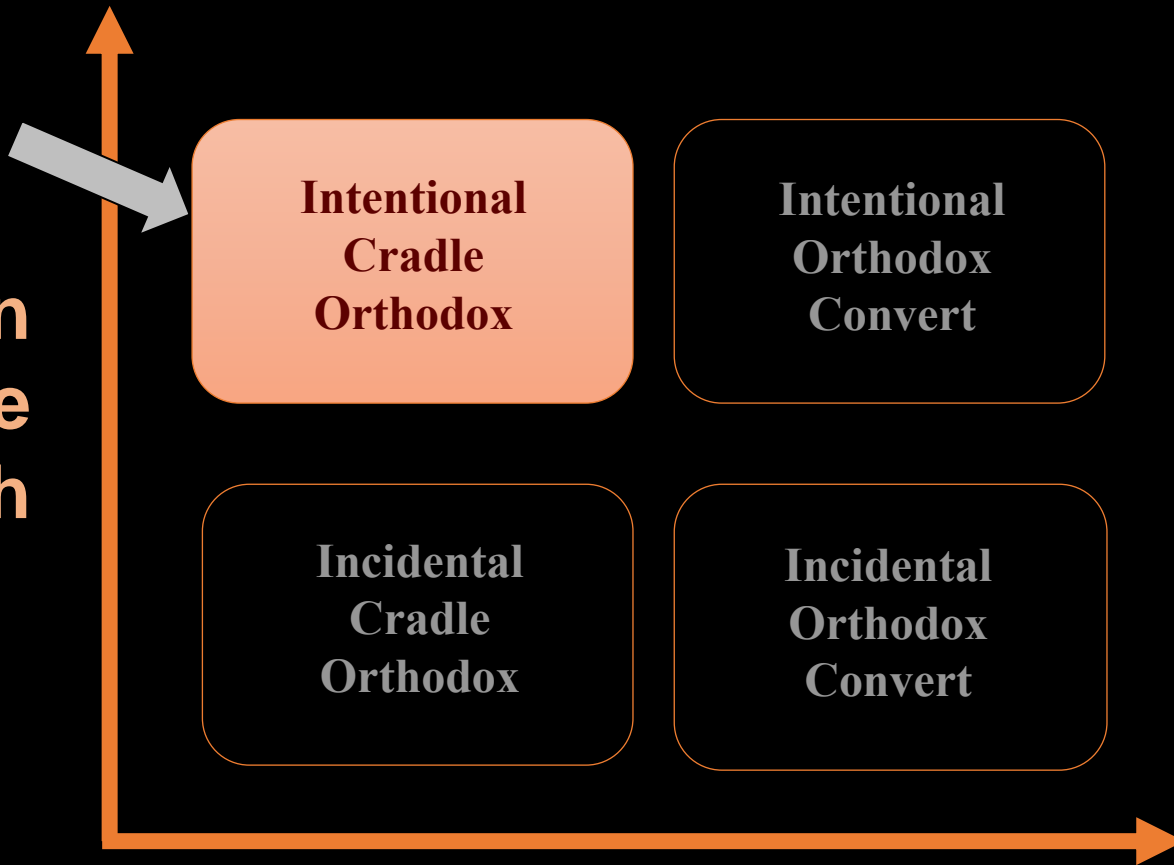 Intentional
Cradle
Orthodox
Intentional
Orthodox
Convert
Incidental
Cradle
Orthodox
Incidental
Orthodox
Convert